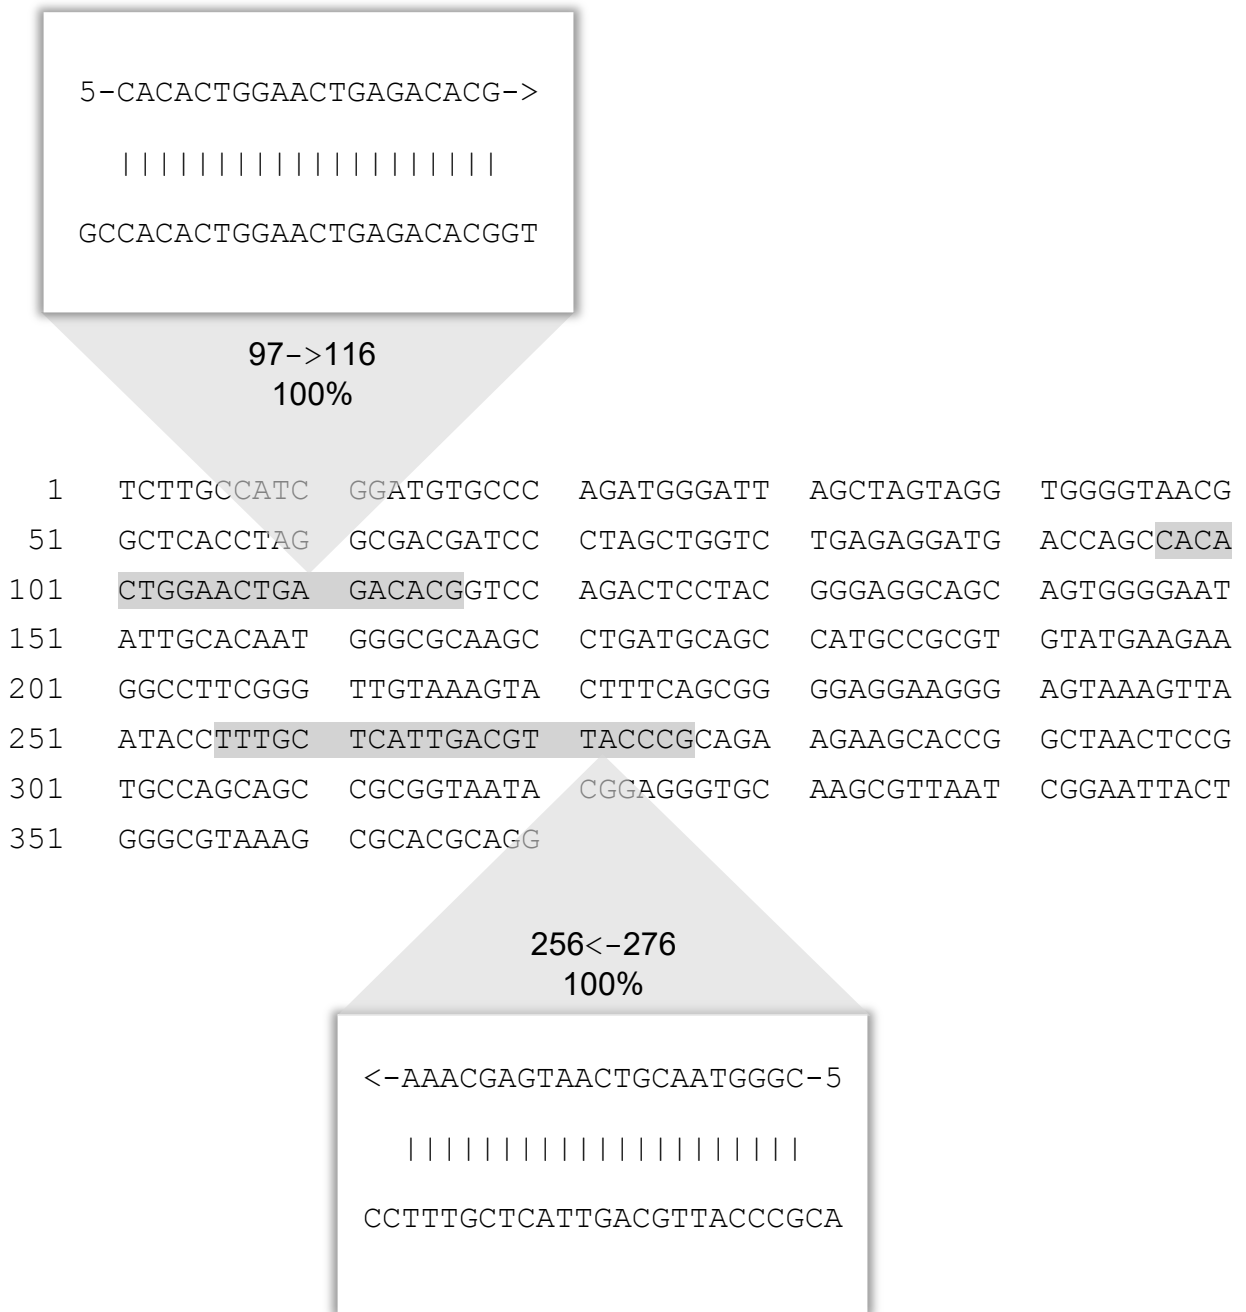 5-CACACTGGAACTGAGACACG->
||||||||||||||||||||
GCCACACTGGAACTGAGACACGGT
97->116
100%
1 TCTTGCCATC GGATGTGCCC AGATGGGATT AGCTAGTAGG TGGGGTAACG
51 GCTCACCTAG GCGACGATCC CTAGCTGGTC TGAGAGGATG ACCAGCCACA
101 CTGGAACTGA GACACGGTCC AGACTCCTAC GGGAGGCAGC AGTGGGGAAT
151 ATTGCACAAT GGGCGCAAGC CTGATGCAGC CATGCCGCGT GTATGAAGAA
201 GGCCTTCGGG TTGTAAAGTA CTTTCAGCGG GGAGGAAGGG AGTAAAGTTA
251 ATACCTTTGC TCATTGACGT TACCCGCAGA AGAAGCACCG GCTAACTCCG
301 TGCCAGCAGC CGCGGTAATA CGGAGGGTGC AAGCGTTAAT CGGAATTACT
351 GGGCGTAAAG CGCACGCAGG
256<-276
100%
<-AAACGAGTAACTGCAATGGGC-5
|||||||||||||||||||||
CCTTTGCTCATTGACGTTACCCGCA